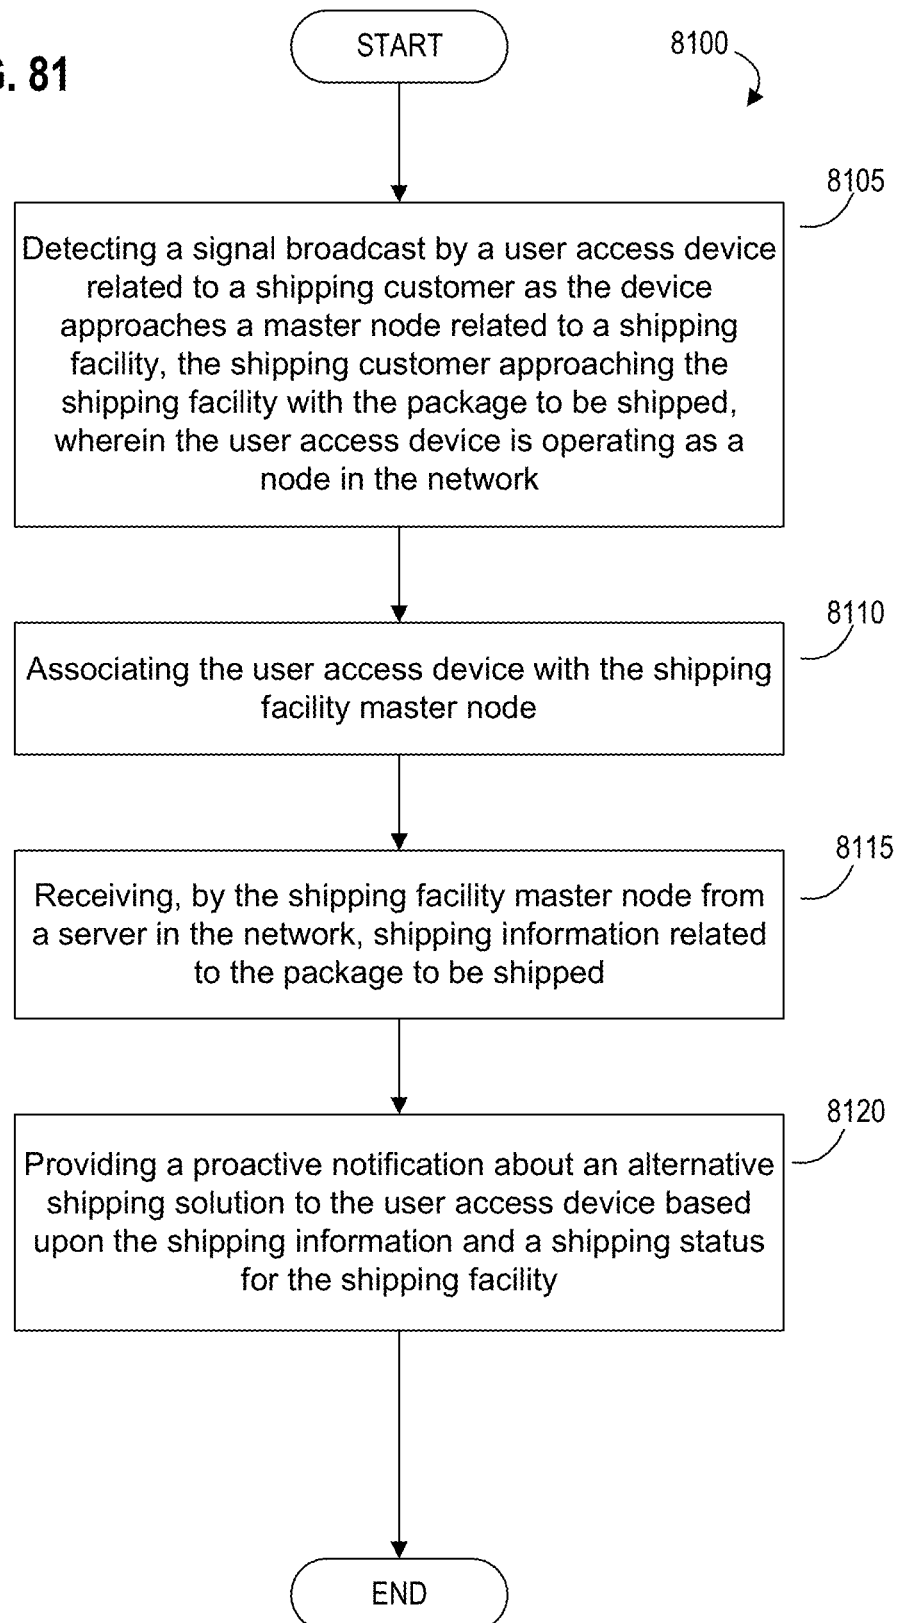 START
8100
81
8105
Detecting a signal broadcast by a user access device
related to a shipping customer as the device
approaches a master node related to a shipping
facility, the shipping customer approaching the
shipping facility with the package to be shipped,
wherein the user access device is operating as a
node in the network
8110
Associating the user access device with the shipping
facility master node
8115
Receiving, by the shipping facility master node from
a server in the network, shipping information related
to the package to be shipped
8120
Providing a proactive notification about an alternative
shipping solution to the user access device based
upon the shipping information and a shipping status
for the shipping facility
END